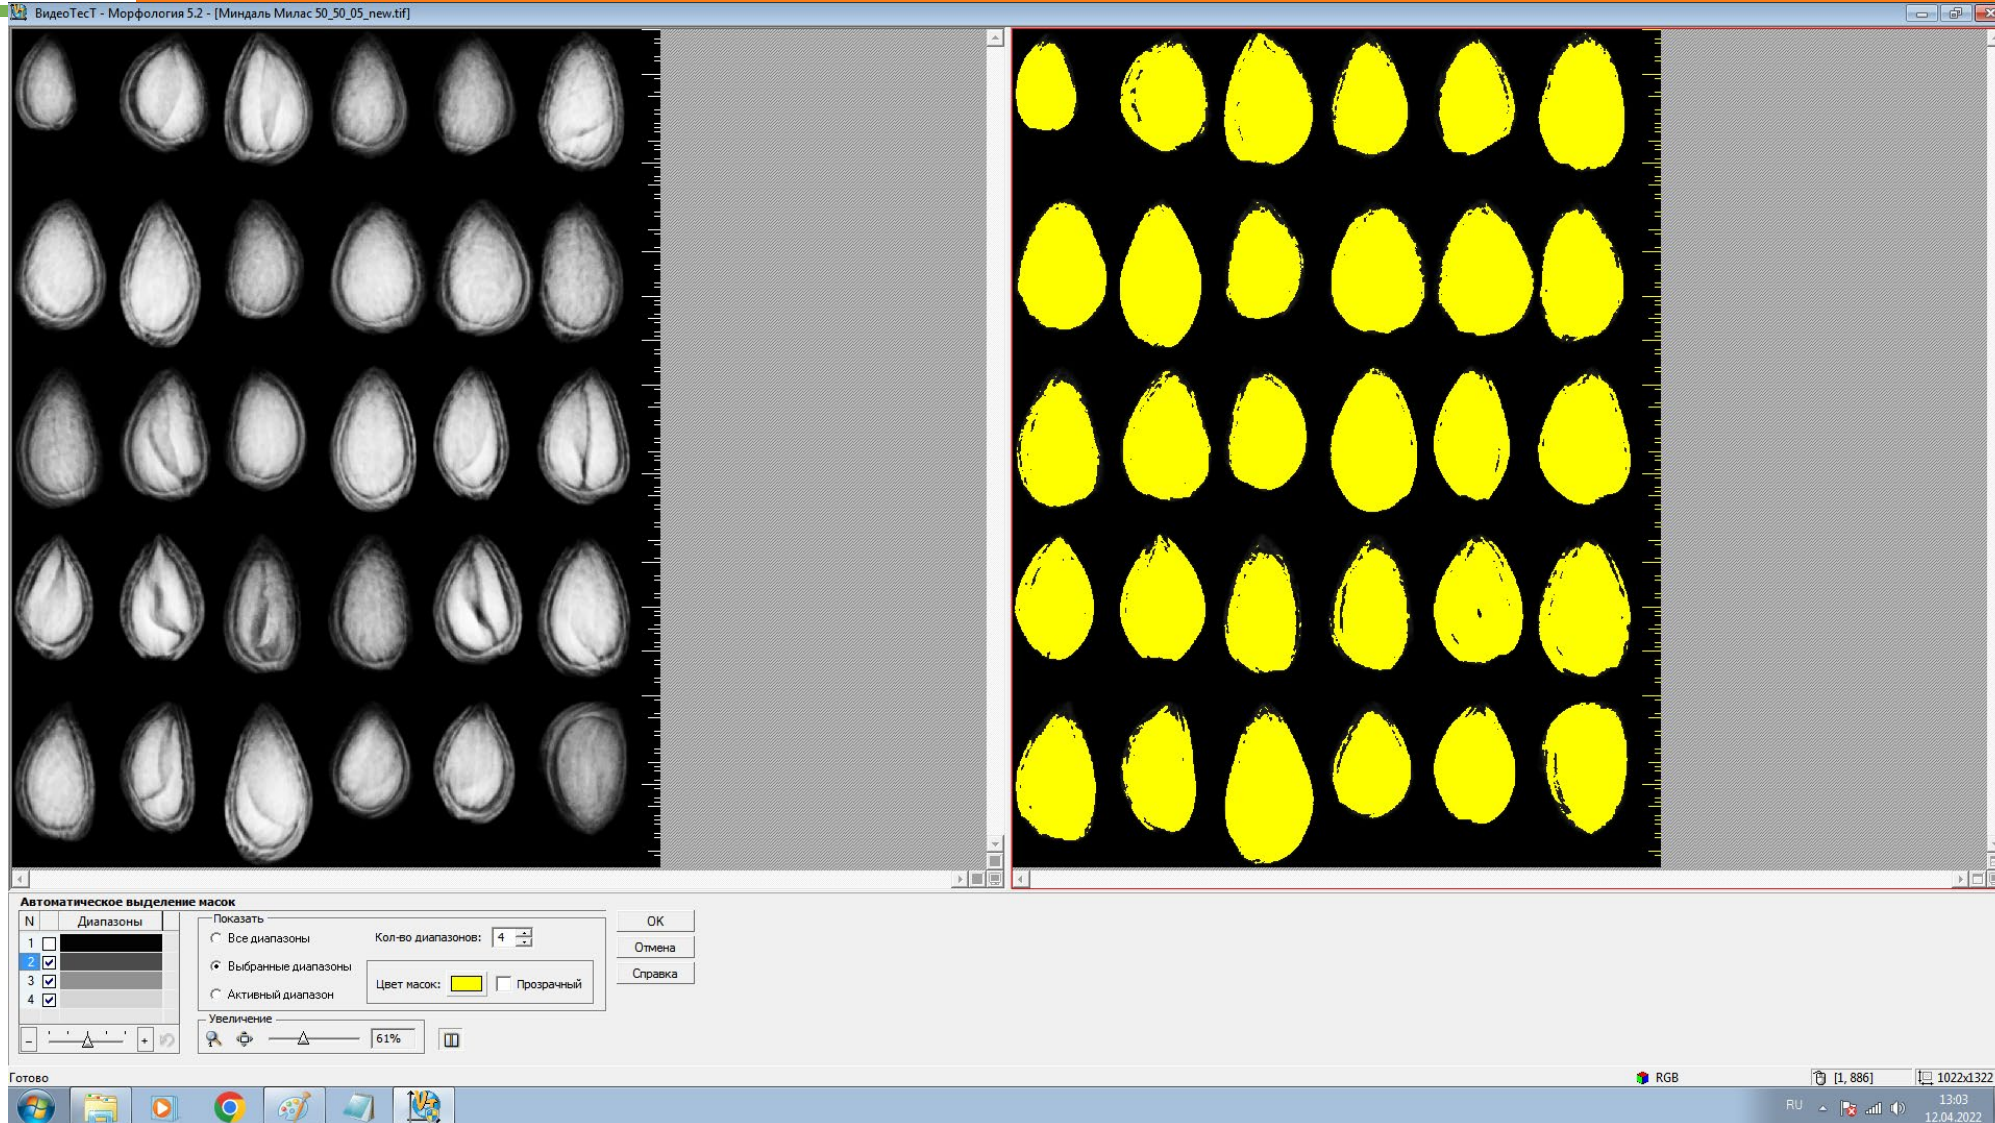 ВидеоТесТ - Морфология 5.2 - [Миндаль Милас 50_50_05_new.tif]
Автоматическое выделение масок
N Диапазоны
1
2
3
4
Показать
Все диапазоны
Выбранные диапазоны
Активный диапазон
Кол-во диапазонов: 4
Цвет масок: Прозрачный
Увеличение
61%
OK
Отмена
Справка
Готово
RGB
[1, 886]
1022x1322
RU
13:03
12.04.2022